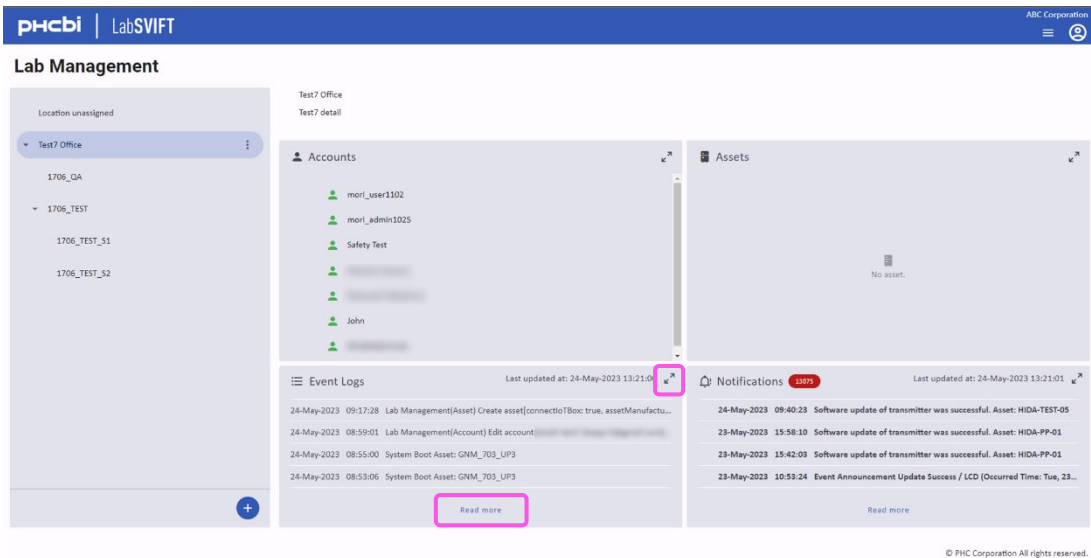 ABC Corporation
PHCbi | LabSVIFT
Lab Management
Location unassigned
Test7 Office
1706_QA
1706_TEST
1706_TEST_S1
1706_TEST_S2
Test7 Office
Test7 detail
Accounts
mori_user1102
mori_admin1025
Safety Test
John
Assets
No asset.
Event Logs Last updated at: 24-May-2023 13:21:0
24-May-2023 09:17:28 Lab Management(Asset) Create asset[connectIoTBox: true, assetManufactu...
24-May-2023 08:59:01 Lab Management(Account) Edit account
24-May-2023 08:55:00 System Boot Asset: GNM_703_UP3
24-May-2023 08:53:06 System Boot Asset: GNM_703_UP3
Read more
Notifications 13075 Last updated at: 24-May-2023 13:21:01
24-May-2023 09:40:23 Software update of transmitter was successful. Asset: HIDA-TEST-05
23-May-2023 15:58:10 Software update of transmitter was successful. Asset: HIDA-PP-01
23-May-2023 15:42:03 Software update of transmitter was successful. Asset: HIDA-PP-01
23-May-2023 10:53:24 Event Announcement Update Success / LCD (Occurred Time: Tue, 23...
Read more
© PHC Corporation All rights reserved.